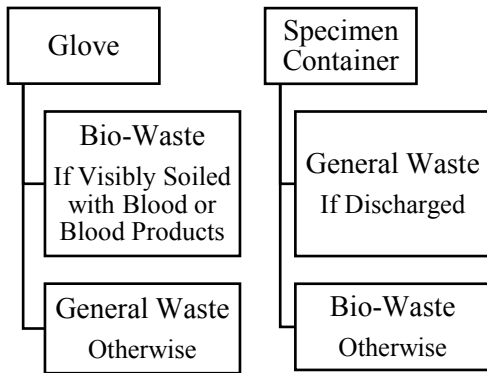 Glove
Bio-Waste
If Visibly Soiled
with Blood or
Blood Products
General Waste
Otherwise
Specimen
Container
General Waste
If Discharged
Bio-Waste
Otherwise